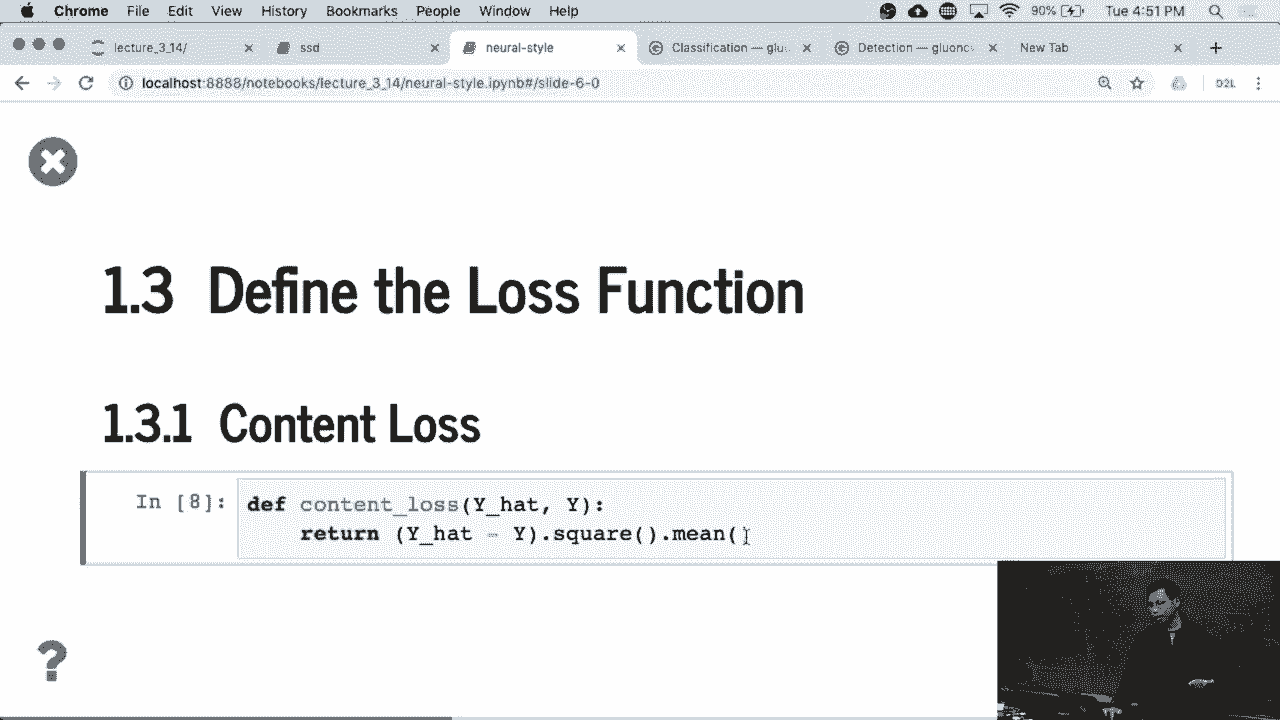 Chrome File Edit View History Bookmarks People Window Help 90% Tue 4:51 PM
lecture_3_14/ ssd neural-style Classification — glu Detection — gluonc New Tab
localhost:8888/notebooks/lecture_3_14/neural-style.ipynb#/slide-6-0 D2L
1.3 Define the Loss Function
1.3.1 Content Loss
In [8]: def content_loss(Y_hat, Y):
return (Y_hat - Y).square().mean()
?